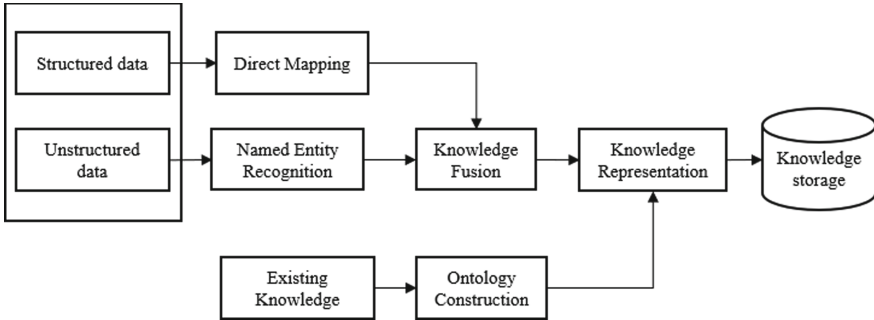 Structured data
Direct Mapping
Unstructured
data
Named Entity
Recognition
Knowledge
Fusion
Knowledge
Representation
Knowledge
storage
Existing
Knowledge
Ontology
Construction